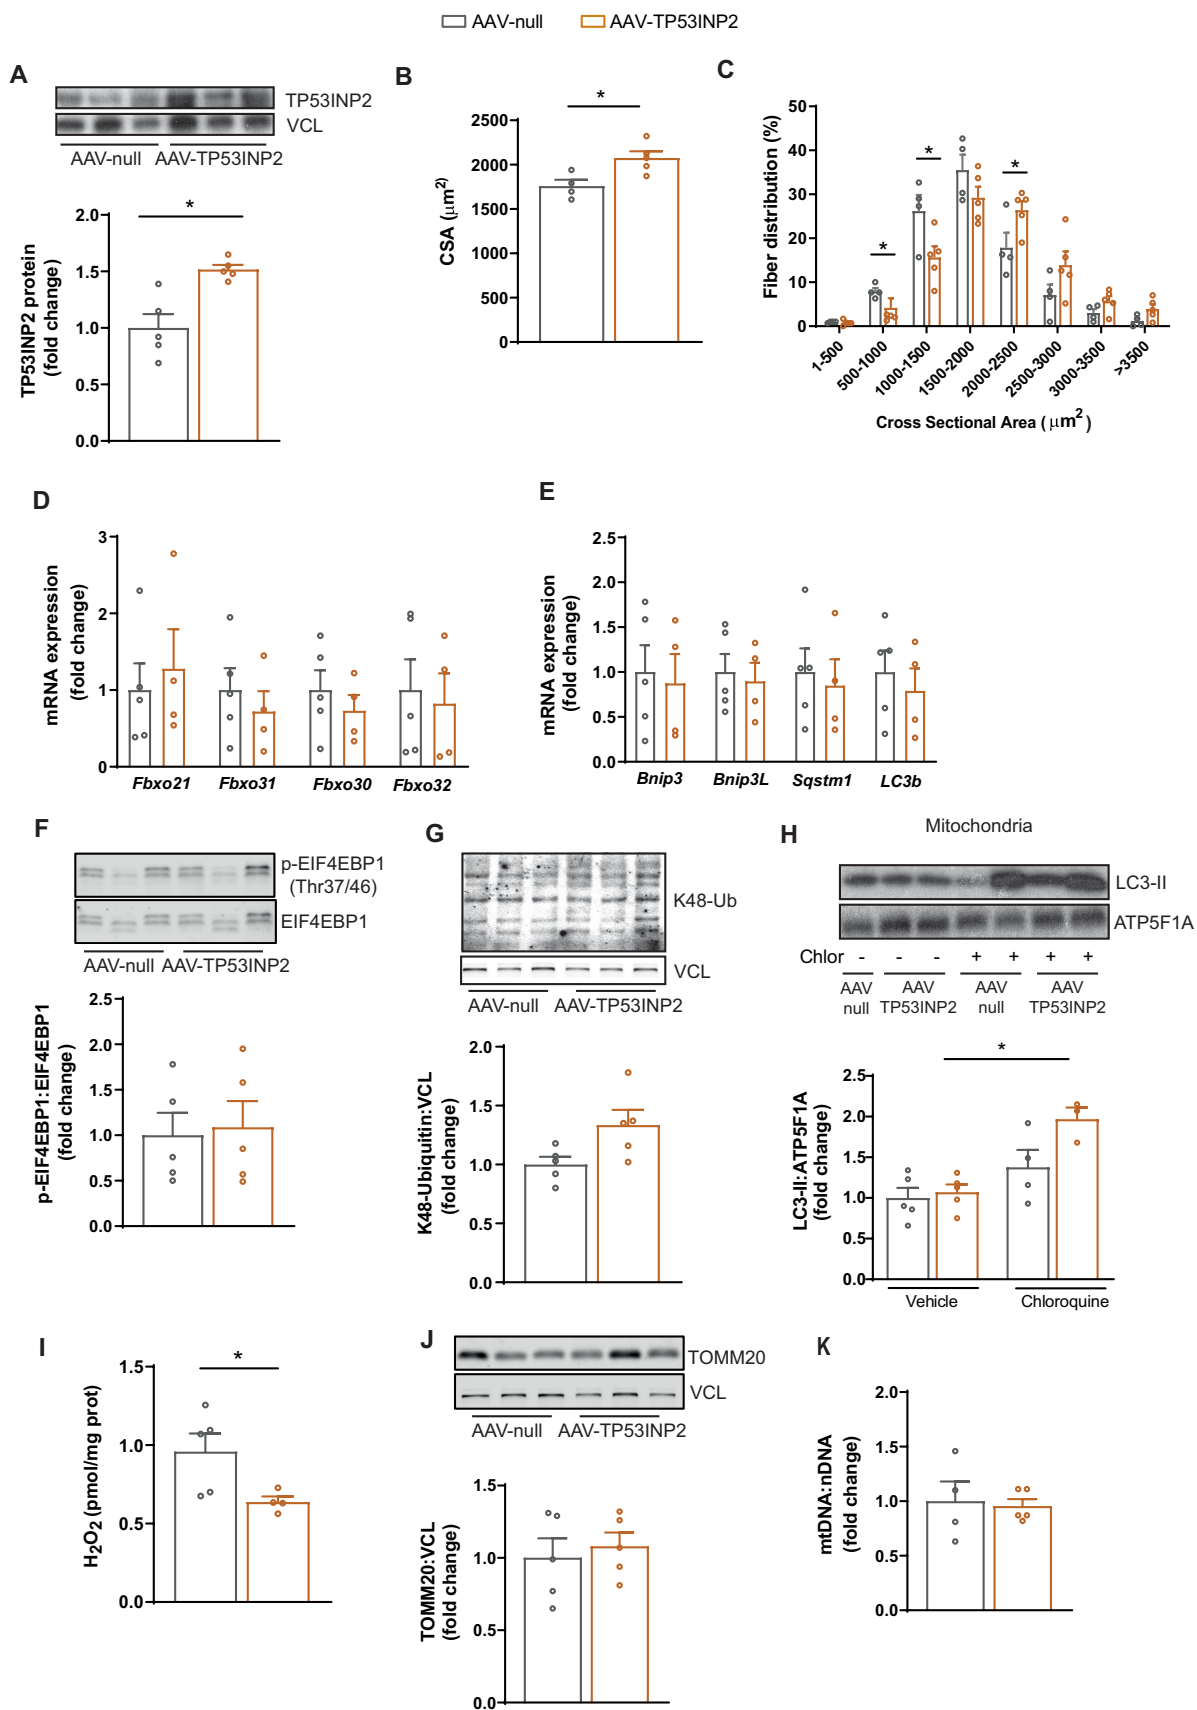 AAV-null AAV-TP53INP2
A
TP53INP2
VCL
AAV-null AAV-TP53INP2
*
2.0
1.5
1.0
0.5
0.0
TP53INP2 protein
(fold change)
B
*
2500
2000
1500
1000
500
0
CSA (μm²)
C
50
40
30
20
10
0
Fiber distribution (%)
* * *
1-500 500-1000 1000-1500 1500-2000 2000-2500 2500-3000 3000-3500 >3500
Cross Sectional Area (μm²)
D
3
2
1
0
mRNA expression
(fold change)
Fbxo21 Fbxo31 Fbxo30 Fbxo32
E
2.5
2.0
1.5
1.0
0.5
0.0
mRNA expression
(fold change)
Bnip3 Bnip3L Sqstm1 LC3b
F
p-EIF4EBP1
(Thr37/46)
EIF4EBP1
AAV-null AAV-TP53INP2
2.5
2.0
1.5
1.0
0.5
0.0
p-EIF4EBP1:EIF4EBP1
(fold change)
G
K48-Ub
VCL
AAV-null AAV-TP53INP2
2.0
1.5
1.0
0.5
0.0
K48-Ubiquitin:VCL
(fold change)
H
Mitochondria
LC3-II
ATP5F1A
Chlor - - - + + + +
AAV AAV AAV AAV
null TP53INP2 null TP53INP2
*
2.5
2.0
1.5
1.0
0.5
0.0
LC3-II:ATP5F1A
(fold change)
Vehicle Chloroquine
I
*
1.5
1.0
0.5
0.0
H₂O₂ (pmol/mg prot)
J
TOMM20
VCL
AAV-null AAV-TP53INP2
1.5
1.0
0.5
0.0
TOMM20:VCL
(fold change)
K
2.0
1.5
1.0
0.5
0.0
mtDNA:nDNA
(fold change)